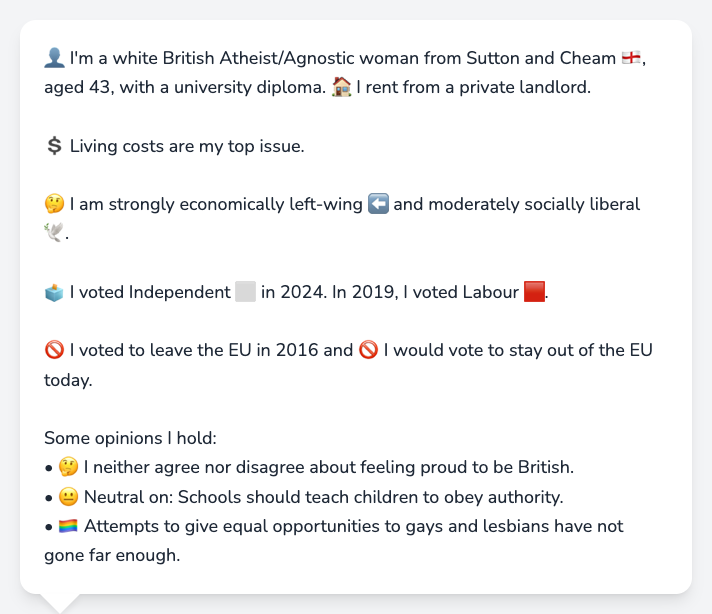 👤 I'm a white British Atheist/Agnostic woman from Sutton and Cheam 🏴󠁧󠁢󠁥󠁮󠁧󠁿,
aged 43, with a university diploma. 🏠 I rent from a private landlord.
💲 Living costs are my top issue.
🤔 I am strongly economically left-wing ⬅️ and moderately socially liberal
🕊️.
🗳️ I voted Independent ⬜ in 2024. In 2019, I voted Labour 🟥.
🚫 I voted to leave the EU in 2016 and 🚫 I would vote to stay out of the EU
today.
Some opinions I hold:
• 🤔 I neither agree nor disagree about feeling proud to be British.
• 😐 Neutral on: Schools should teach children to obey authority.
• 🏳️‍🌈 Attempts to give equal opportunities to gays and lesbians have not
gone far enough.